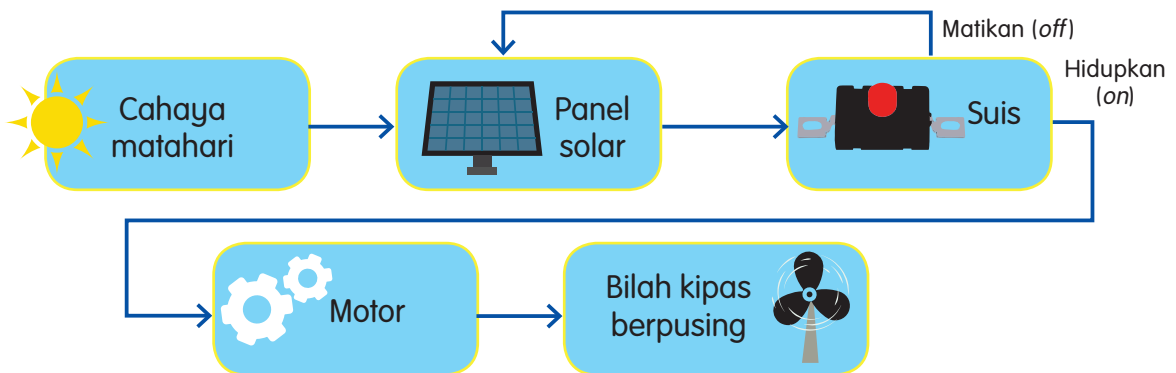 Matikan (off)
Hidupkan
(on)
Cahaya
matahari
Panel
solar
Suis
Motor
Bilah kipas
berpusing